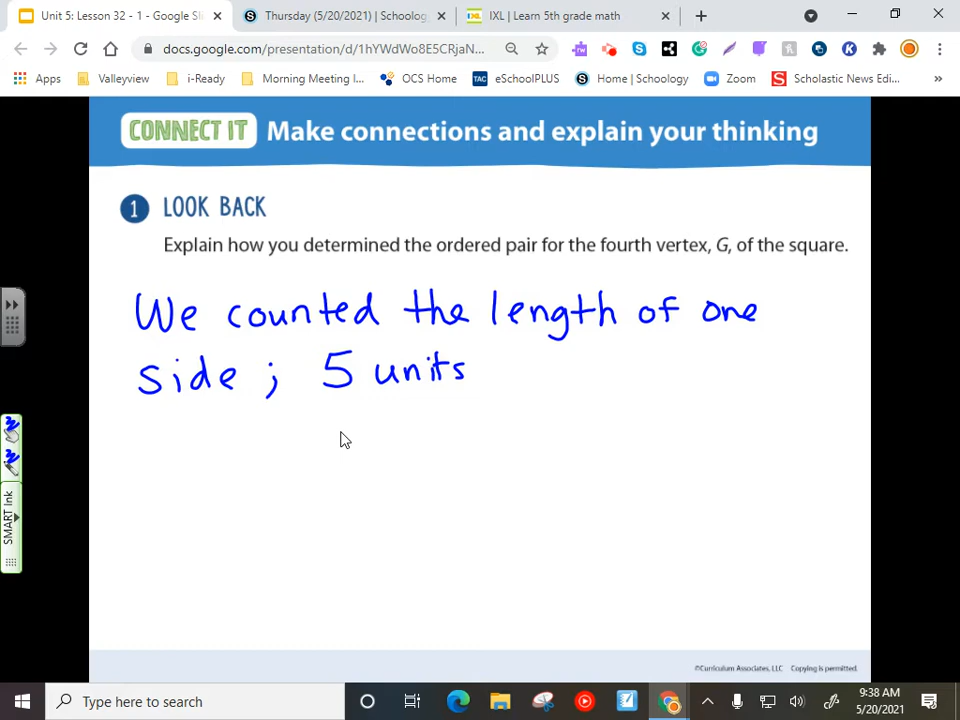 Unit 5: Lesson 32 - 1 - Google Sli
Thursday (5/20/2021) | Schoolog
IXL | Learn 5th grade math
docs.google.com/presentation/d/1hYWdWo8E5CRjaN...
Apps
Valleyview
i-Ready
Morning Meeting I...
OCS Home
TAC
eSchoolPLUS
Home | Schoology
Zoom
Scholastic News Edi...
CONNECT IT Make connections and explain your thinking
1 LOOK BACK
Explain how you determined the ordered pair for the fourth vertex, G, of the square.
We counted the length of one
side ; 5 units
SMART Ink
©Curriculum Associates, LLC Copying is permitted.
Type here to search
9:38 AM
5/20/2021